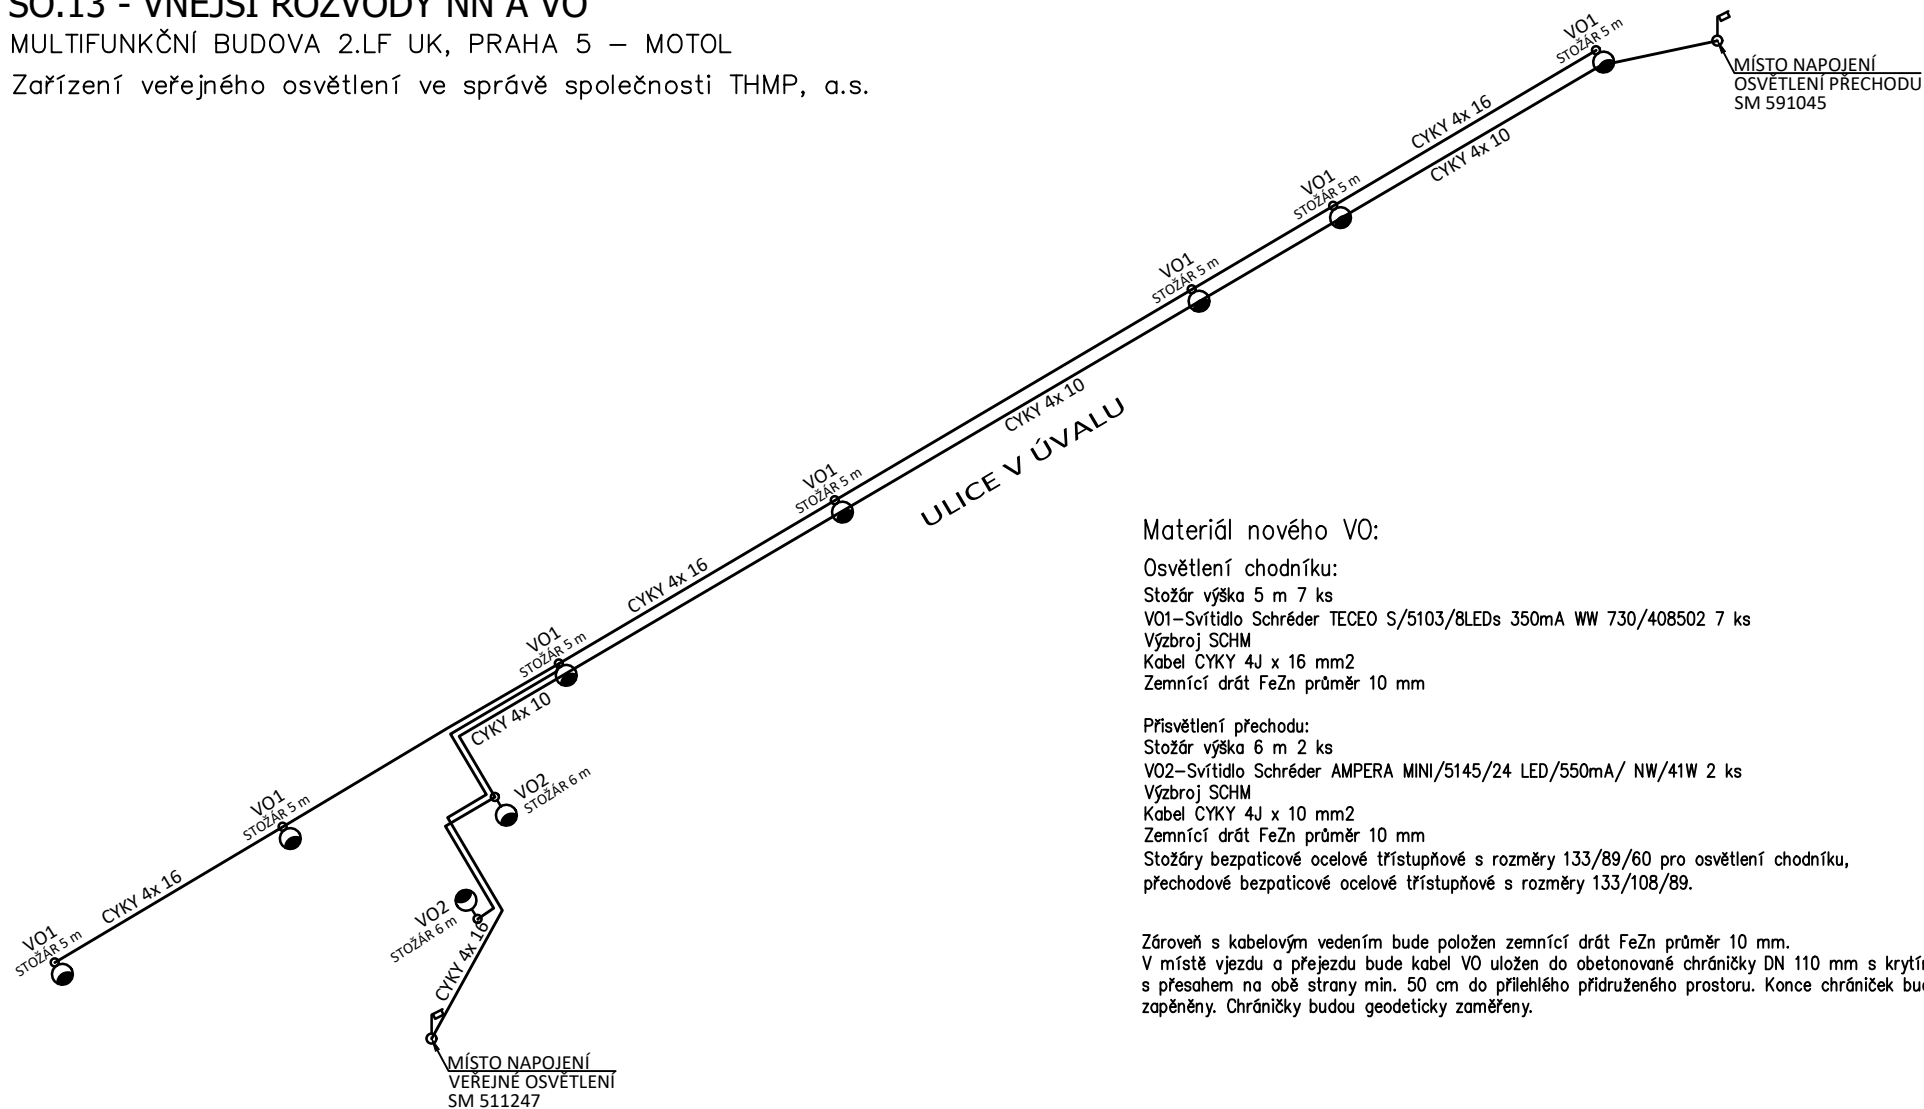 SO.13 - VNĚJŠÍ ROZVODY NN A VO
MULTIFUNKČNÍ BUDOVA 2.LF UK, PRAHA 5 – MOTOL
Zařízení veřejného osvětlení ve správě společnosti THMP, a.s.
VO1
STOŽÁR 5 m
MÍSTO NAPOJENÍ
OSVĚTLENÍ PŘECHODU
SM 591045
CYKY 4x 16
CYKY 4x 10
VO1
STOŽÁR 5 m
VO1
STOŽÁR 5 m
CYKY 4x 10
ULICE V ÚVALU
VO1
STOŽÁR 5 m
CYKY 4x 16
VO1
STOŽÁR 5 m
CYKY 4x 10
VO2
STOŽÁR 6 m
VO1
STOŽÁR 5 m
CYKY 4x 16
VO2
STOŽÁR 6 m
CYKY 4x 16
VO1
STOŽÁR 5 m
MÍSTO NAPOJENÍ
VEŘEJNÉ OSVĚTLENÍ
SM 511247
Materiál nového VO:
Osvětlení chodníku:
Stožár výška 5 m 7 ks
VO1–Svítidlo Schréder TECEO S/5103/8LEDs 350mA WW 730/408502 7 ks
Výzbroj SCHM
Kabel CYKY 4J x 16 mm2
Zemnící drát FeZn průměr 10 mm
Přisvětlení přechodu:
Stožár výška 6 m 2 ks
VO2–Svítidlo Schréder AMPERA MINI/5145/24 LED/550mA/ NW/41W 2 ks
Výzbroj SCHM
Kabel CYKY 4J x 10 mm2
Zemnící drát FeZn průměr 10 mm
Stožáry bezpaticové ocelové třístupňové s rozměry 133/89/60 pro osvětlení chodníku,
přechodové bezpaticové ocelové třístupňové s rozměry 133/108/89.
Zároveň s kabelovým vedením bude položen zemnící drát FeZn průměr 10 mm.
V místě vjezdu a přejezdu bude kabel VO uložen do obetonované chráničky DN 110 mm s
s přesahem na obě strany min. 50 cm do přilehlého přidruženého prostoru. Konce chrániček
zapěněny. Chráničky budou geodeticky zaměřeny.